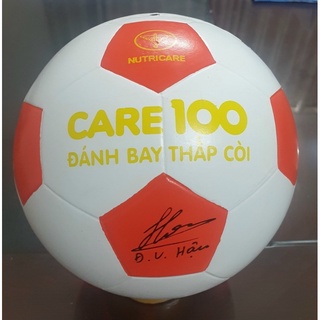 NUTRICARE
CARE 100
ĐÁNH BAY THẤP CÒI
Đ.V. Hậu